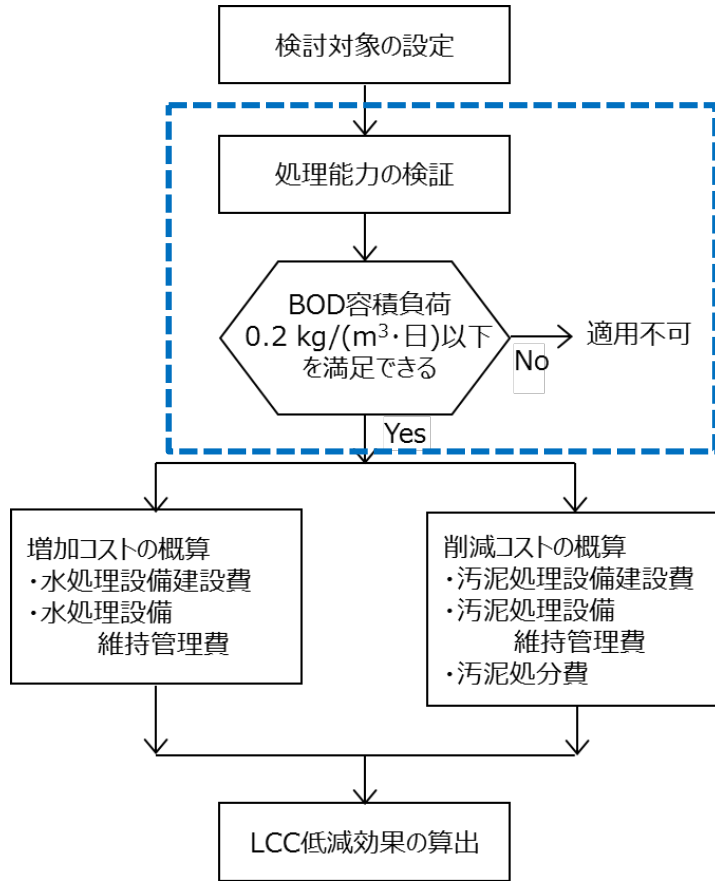 検討対象の設定
処理能力の検証
BOD容積負荷
0.2 kg/(m³・日)以下
を満足できる
No
適用不可
Yes
増加コストの概算
・水処理設備建設費
・水処理設備
維持管理費
削減コストの概算
・汚泥処理設備建設費
・汚泥処理設備
維持管理費
・汚泥処分費
LCC低減効果の算出